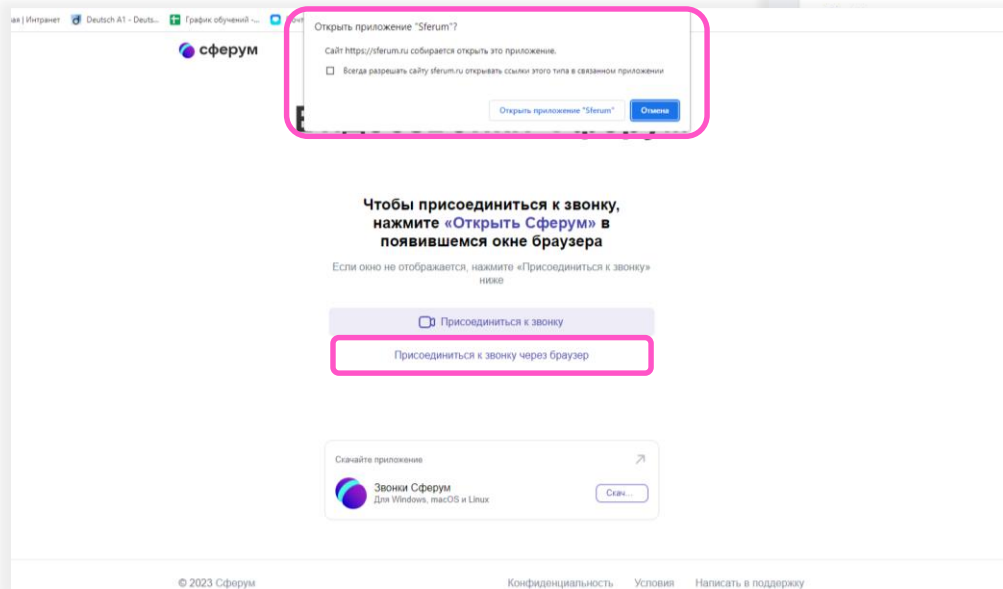 ая | Интранет Deutsch A1 - Deuts... График обучений -...
Открыть приложение "Sferum"?
Сайт https://sferum.ru собирается открыть это приложение.
Всегда разрешать сайту sferum.ru открывать ссылки этого типа в связанном приложении
Открыть приложение "Sferum" Отмена
сферум
Чтобы присоединиться к звонку,
нажмите «Открыть Сферум» в
появившемся окне браузера
Если окно не отображается, нажмите «Присоединиться к звонку»
ниже
Присоединиться к звонку
Присоединиться к звонку через браузер
Скачайте приложение
Звонки Сферум
Для Windows, macOS и Linux
Скач...
© 2023 Сферум
Конфиденциальность Условия Написать в поддержку